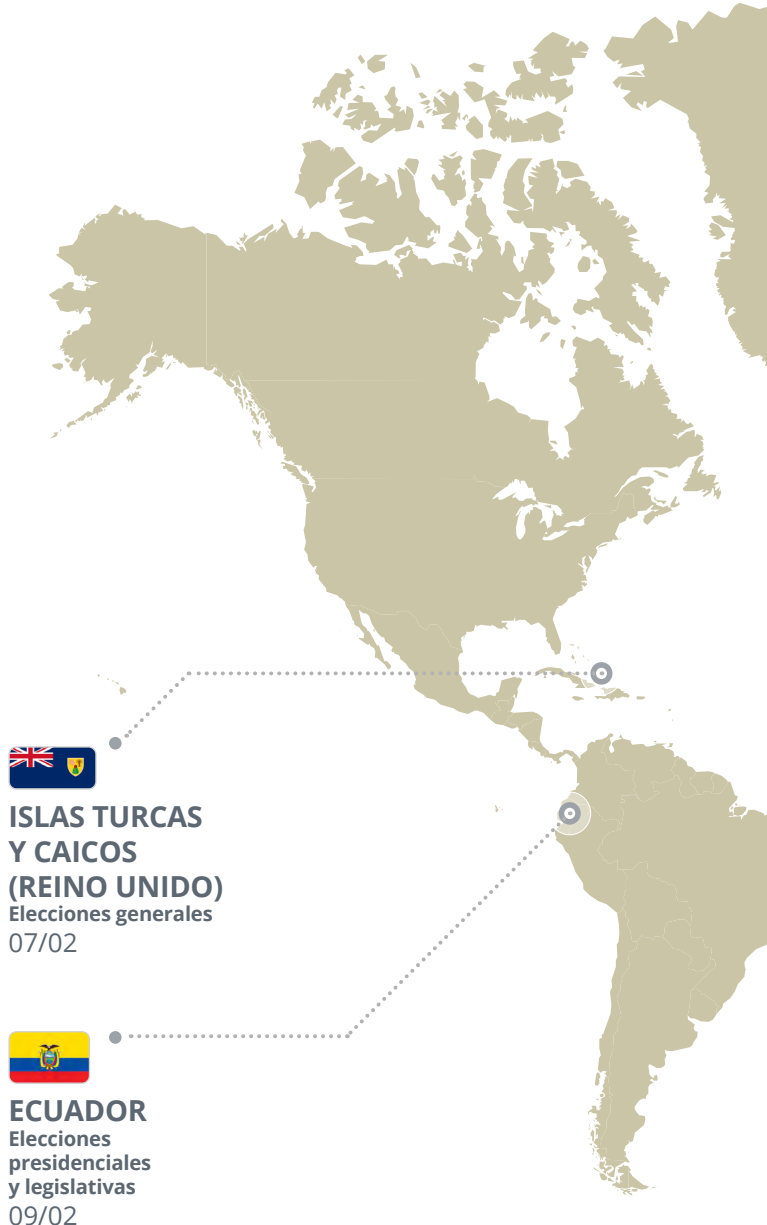 ISLAS TURCAS
Y CAICOS
(REINO UNIDO)
Elecciones generales
07/02
ECUADOR
Elecciones
presidenciales
y legislativas
09/02